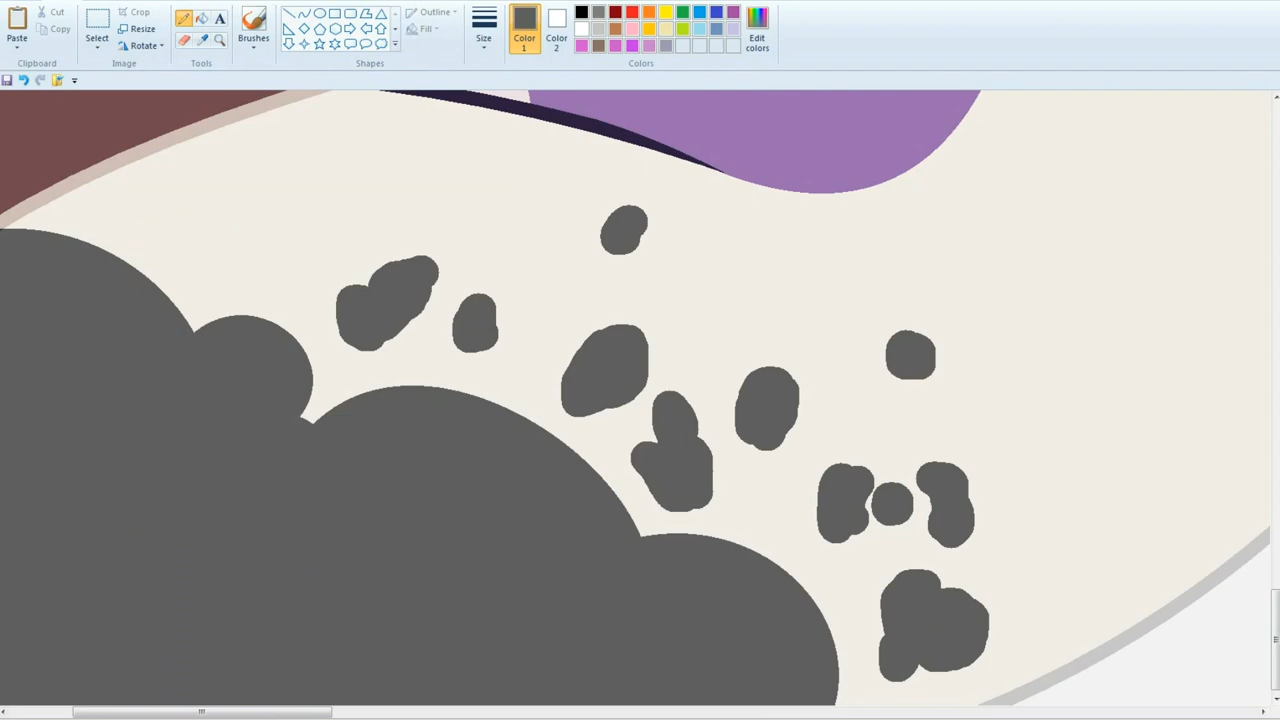 Paste
Cut
Copy
Clipboard
Select
Crop
Resize
Rotate
Image
A
Tools
Brushes
Shapes
Outline
Fill
Size
Color 1
Color 2
Edit colors
Colors